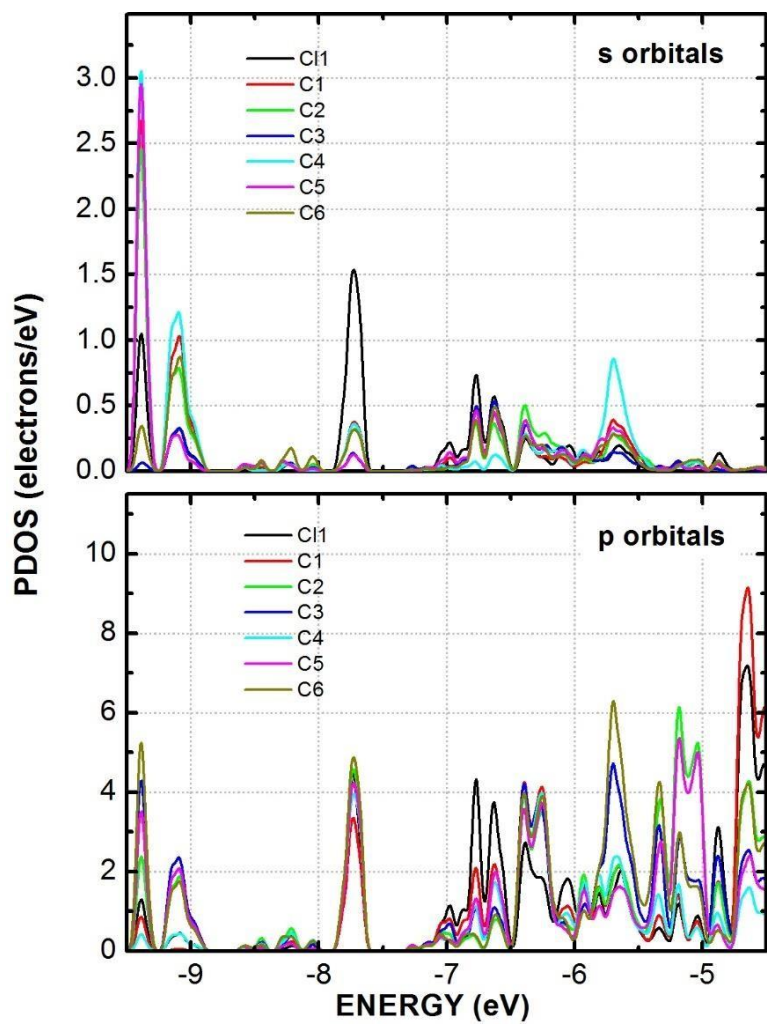 PDOS (electrons/eV)
s orbitals
Cl1
C1
C2
C3
C4
C5
C6
3.0
2.5
2.0
1.5
1.0
0.5
0.0
p orbitals
Cl1
C1
C2
C3
C4
C5
C6
10
8
6
4
2
0
-9
-8
-7
-6
-5
ENERGY (eV)